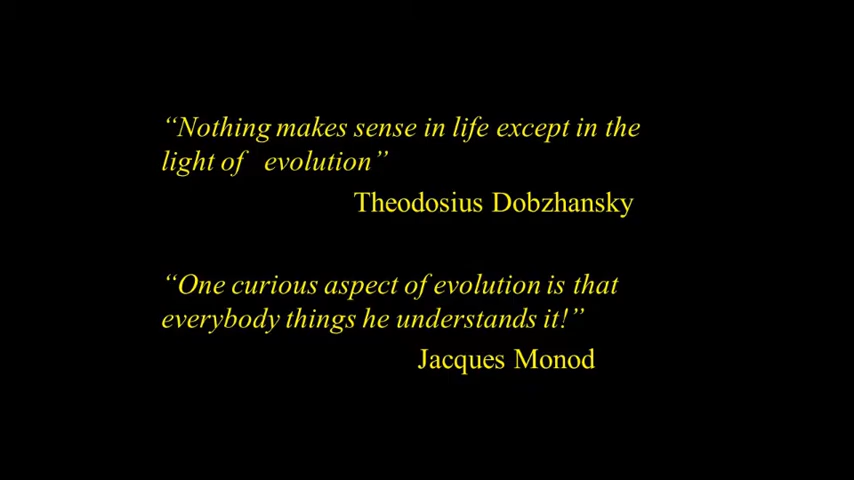 “Nothing makes sense in life except in the
light of evolution”
Theodosius Dobzhansky
“One curious aspect of evolution is that
everybody things he understands it!”
Jacques Monod